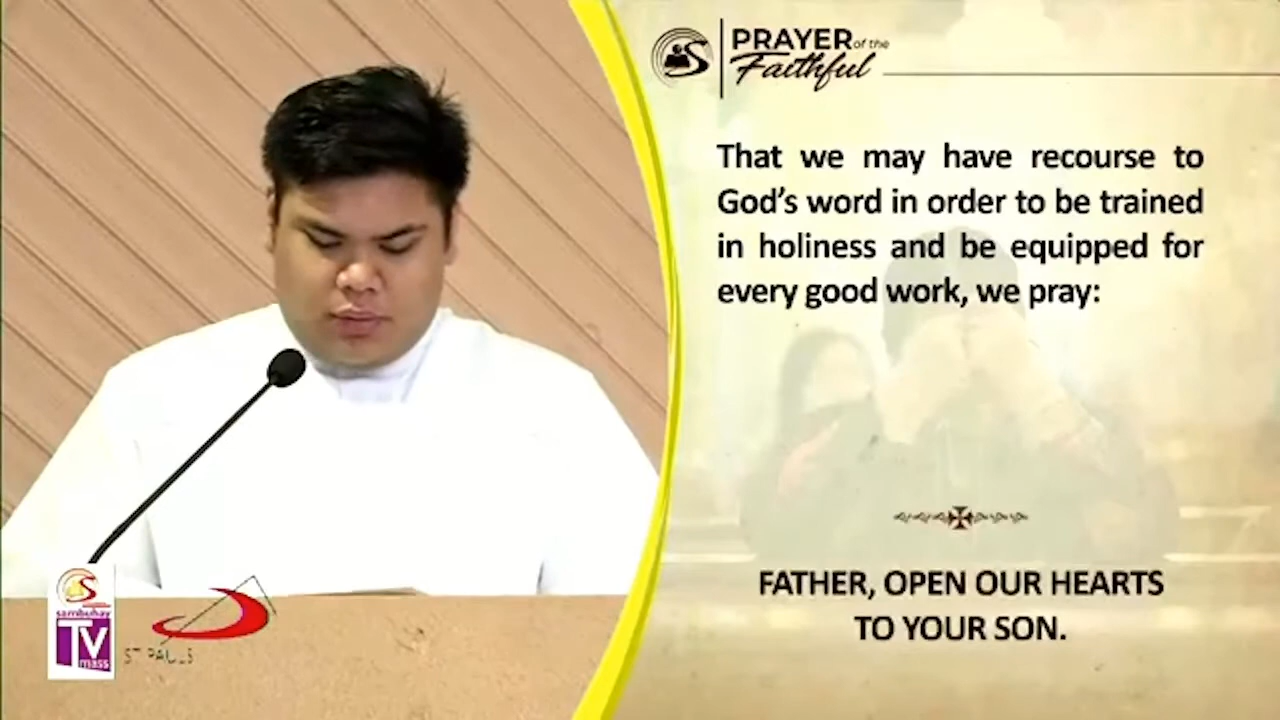 PRAYER of the
Faithful
That we may have recourse to
God's word in order to be trained
in holiness and be equipped for
every good work, we pray:
FATHER, OPEN OUR HEARTS
TO YOUR SON.
sambuhay
TV
mass
ST PAULS